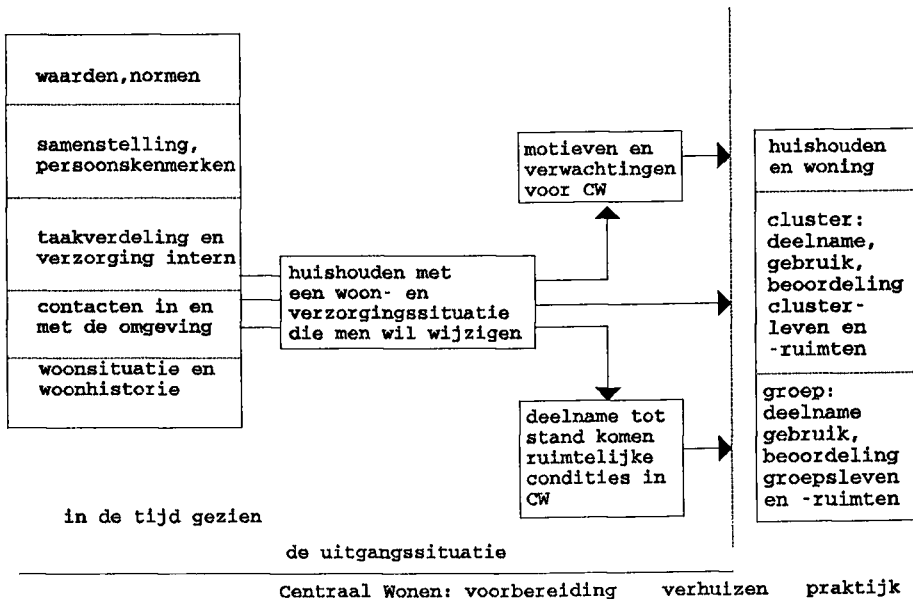 waarden,normen
samenstelling,
persoonskenmerken
taakverdeling en
verzorging intern
contacten in en
met de omgeving
woonsituatie en
woonhistorie
huishouden met
een woon- en
verzorgingssituatie
die men wil wijzigen
motieven en
verwachtingen
voor CW
deelname tot
stand komen
ruimtelijke
condities in
CW
huishouden
en woning
cluster:
deelname,
gebruik,
beoordeling
cluster-
leven en
-ruimten
groep:
deelname
gebruik,
beoordeling
groepsleven
en -ruimten
in de tijd gezien
de uitgangssituatie
Centraal Wonen: voorbereiding verhuizen praktijk